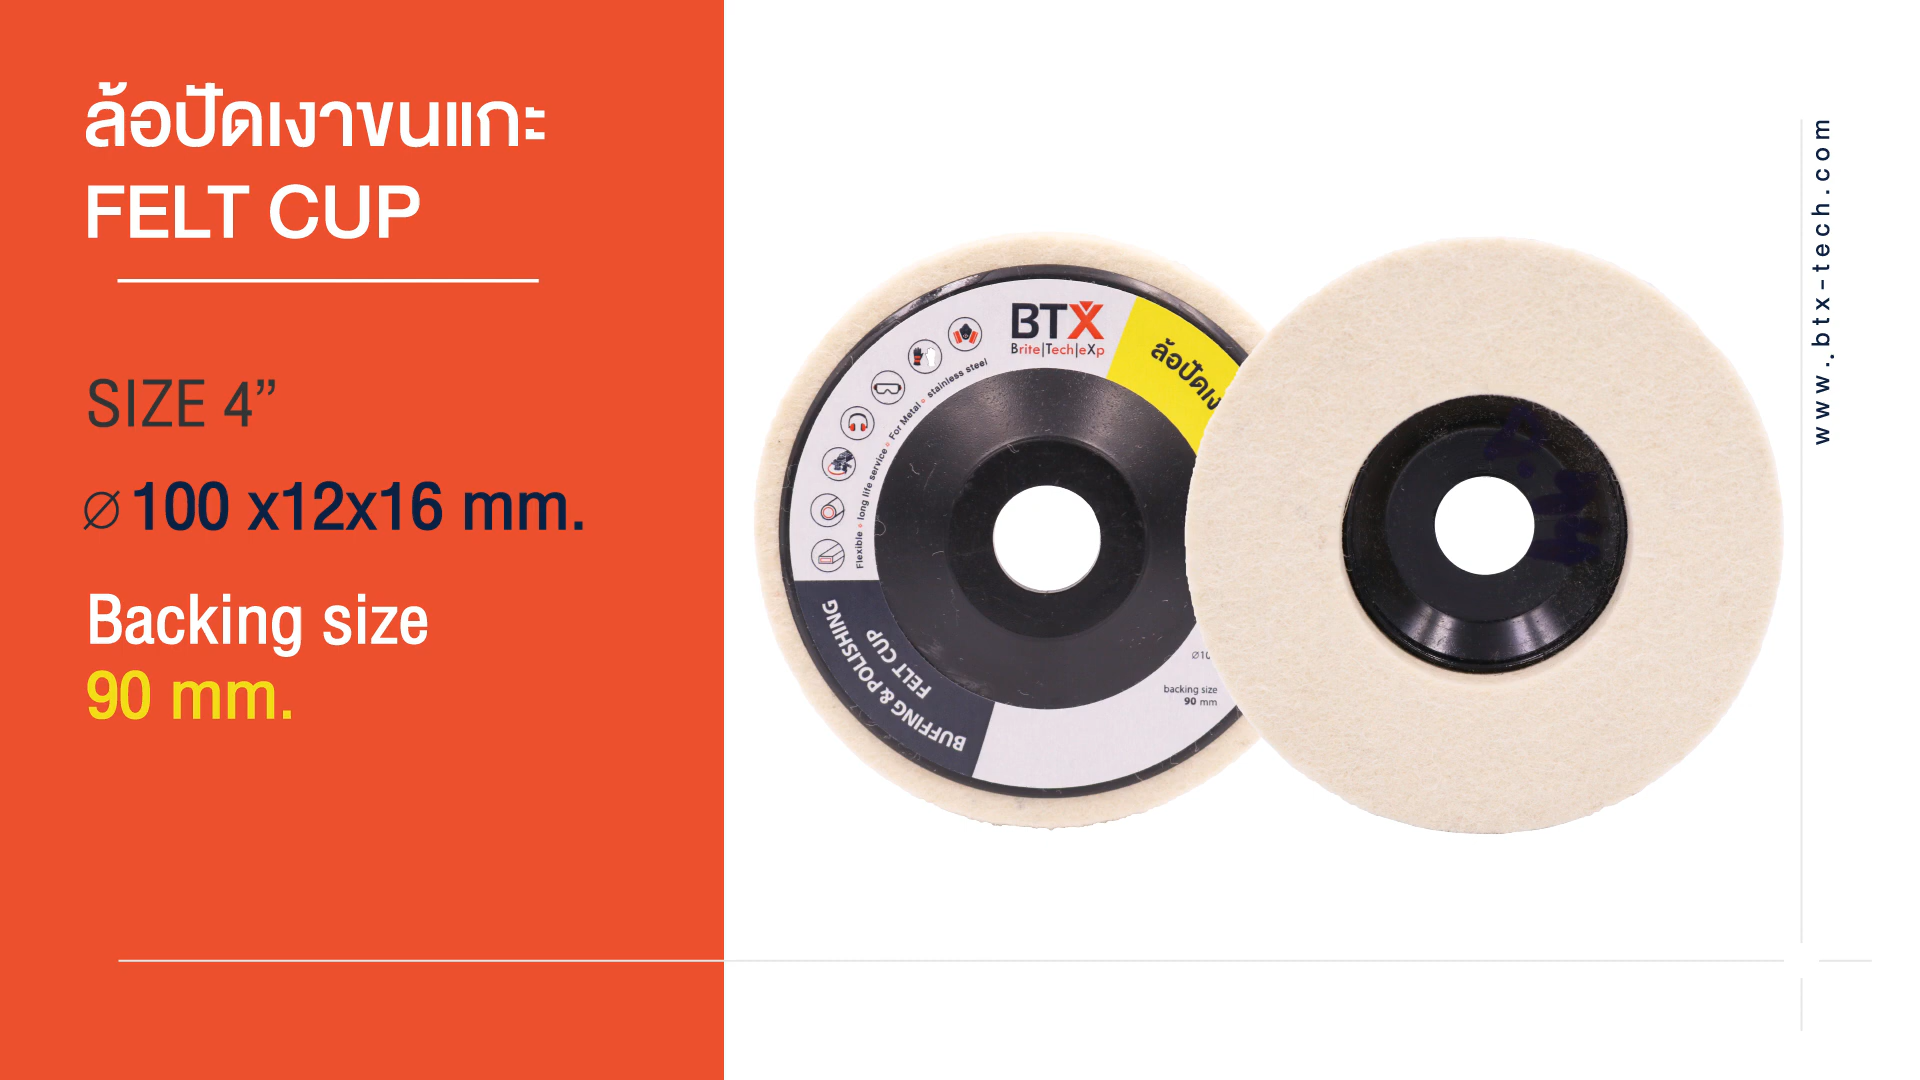 ล้อปัดเงาขนแกะ
FELT CUP
SIZE 4”
⌀ 100 x12x16 mm.
Backing size
90 mm.
BTX
Brite|Tech|eXp
ล้อปัดเง
Flexible • long life service • For Metal • stainless steel
BUFFING & POLISHING
FELT CUP
⌀10
backing size
90 mm
www.btx-tech.com